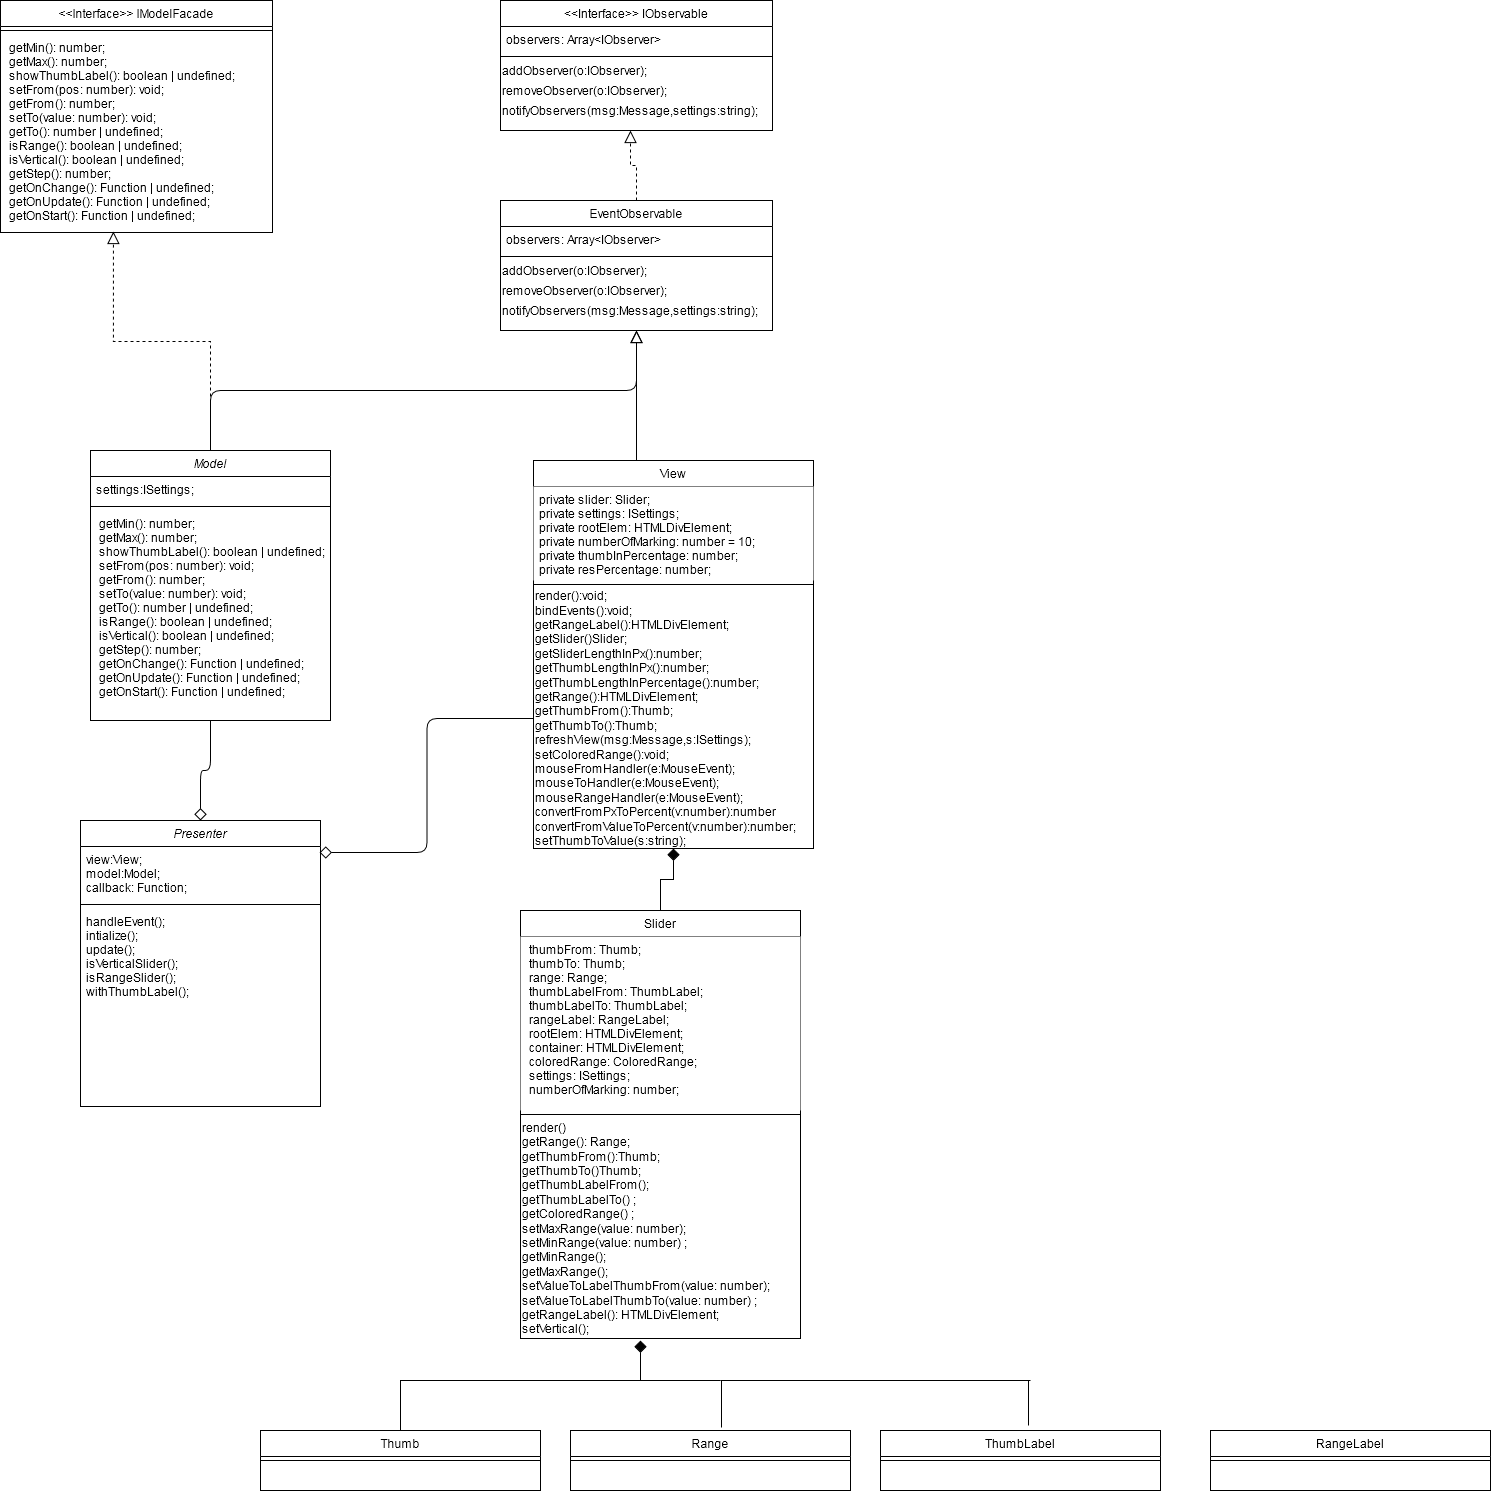 <<Interface>> IModelFacade
getMin(): number;
getMax(): number;
showThumbLabel(): boolean | undefined;
setFrom(pos: number): void;
getFrom(): number;
setTo(value: number): void;
getTo(): number | undefined;
isRange(): boolean | undefined;
isVertical(): boolean | undefined;
getStep(): number;
getOnChange(): Function | undefined;
getOnUpdate(): Function | undefined;
getOnStart(): Function | undefined;
<<Interface>> IObservable
observers: Array<IObserver>
addObserver(o:IObserver);
removeObserver(o:IObserver);
notifyObservers(msg:Message,settings:string);
EventObservable
observers: Array<IObserver>
addObserver(o:IObserver);
removeObserver(o:IObserver);
notifyObservers(msg:Message,settings:string);
Model
settings:ISettings;
getMin(): number;
getMax(): number;
showThumbLabel(): boolean | undefined;
setFrom(pos: number): void;
getFrom(): number;
setTo(value: number): void;
getTo(): number | undefined;
isRange(): boolean | undefined;
isVertical(): boolean | undefined;
getStep(): number;
getOnChange(): Function | undefined;
getOnUpdate(): Function | undefined;
getOnStart(): Function | undefined;
View
private slider: Slider;
private settings: ISettings;
private rootElem: HTMLDivElement;
private numberOfMarking: number = 10;
private thumbInPercentage: number;
private resPercentage: number;
render():void;
bindEvents():void;
getRangeLabel():HTMLDivElement;
getSlider()Slider;
getSliderLengthInPx():number;
getThumbLengthInPx():number;
getThumbLengthInPercentage():number;
getRange():HTMLDivElement;
getThumbFrom():Thumb;
getThumbTo():Thumb;
refreshView(msg:Message,s:ISettings);
setColoredRange():void;
mouseFromHandler(e:MouseEvent);
mouseToHandler(e:MouseEvent);
mouseRangeHandler(e:MouseEvent);
convertFromPxToPercent(v:number):number
convertFromValueToPercent(v:number):number;
setThumbToValue(s:string);
Presenter
view:View;
model:Model;
callback: Function;
handleEvent();
intialize();
update();
isVerticalSlider();
isRangeSlider();
withThumbLabel();
Slider
thumbFrom: Thumb;
thumbTo: Thumb;
range: Range;
thumbLabelFrom: ThumbLabel;
thumbLabelTo: ThumbLabel;
rangeLabel: RangeLabel;
rootElem: HTMLDivElement;
container: HTMLDivElement;
coloredRange: ColoredRange;
settings: ISettings;
numberOfMarking: number;
render()
getRange(): Range;
getThumbFrom():Thumb;
getThumbTo()Thumb;
getThumbLabelFrom();
getThumbLabelTo() ;
getColoredRange() ;
setMaxRange(value: number);
setMinRange(value: number) ;
getMinRange();
getMaxRange();
setValueToLabelThumbFrom(value: number);
setValueToLabelThumbTo(value: number) ;
getRangeLabel(): HTMLDivElement;
setVertical();
Thumb
Range
ThumbLabel
RangeLabel